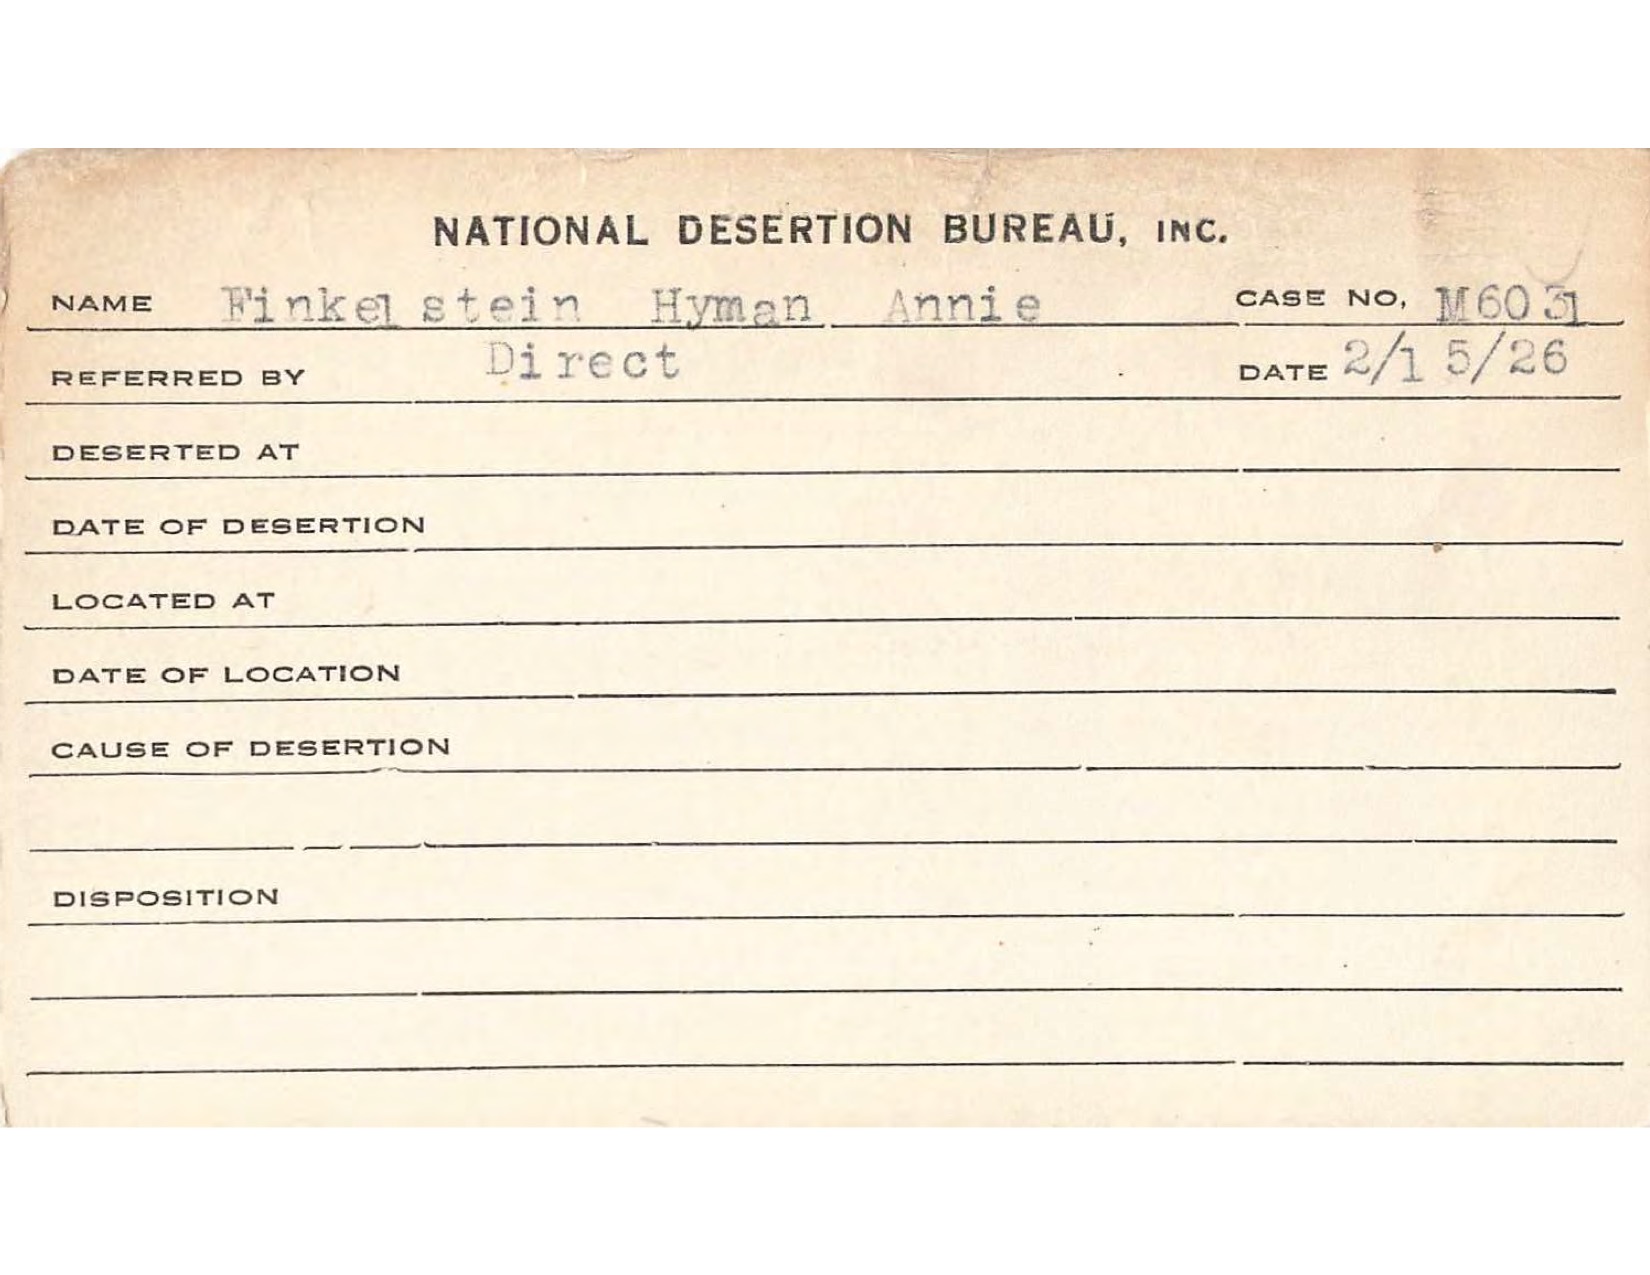 NATIONAL DESERTION BUREAU, INC.
NAME Finkelstein Hyman Annie CASE NO. M6031
REFERRED BY Direct DATE 2/15/26
DESERTED AT
DATE OF DESERTION
LOCATED AT
DATE OF LOCATION
CAUSE OF DESERTION
DISPOSITION